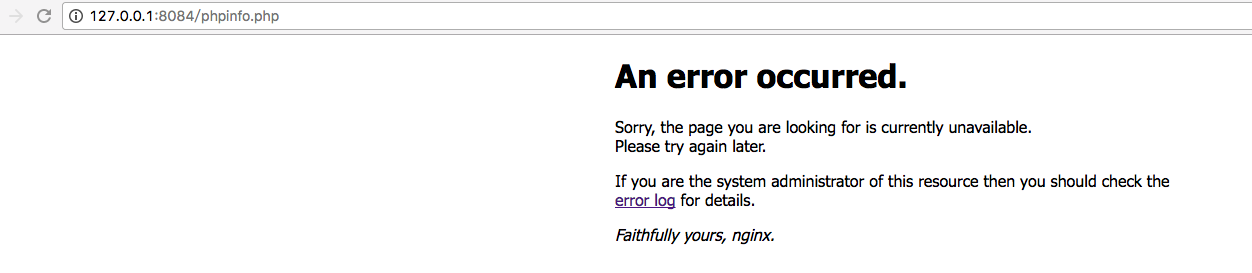 127.0.0.1:8084/phpinfo.php
An error occurred.
Sorry, the page you are looking for is currently unavailable.
Please try again later.
If you are the system administrator of this resource then you should check the
error log for details.
Faithfully yours, nginx.